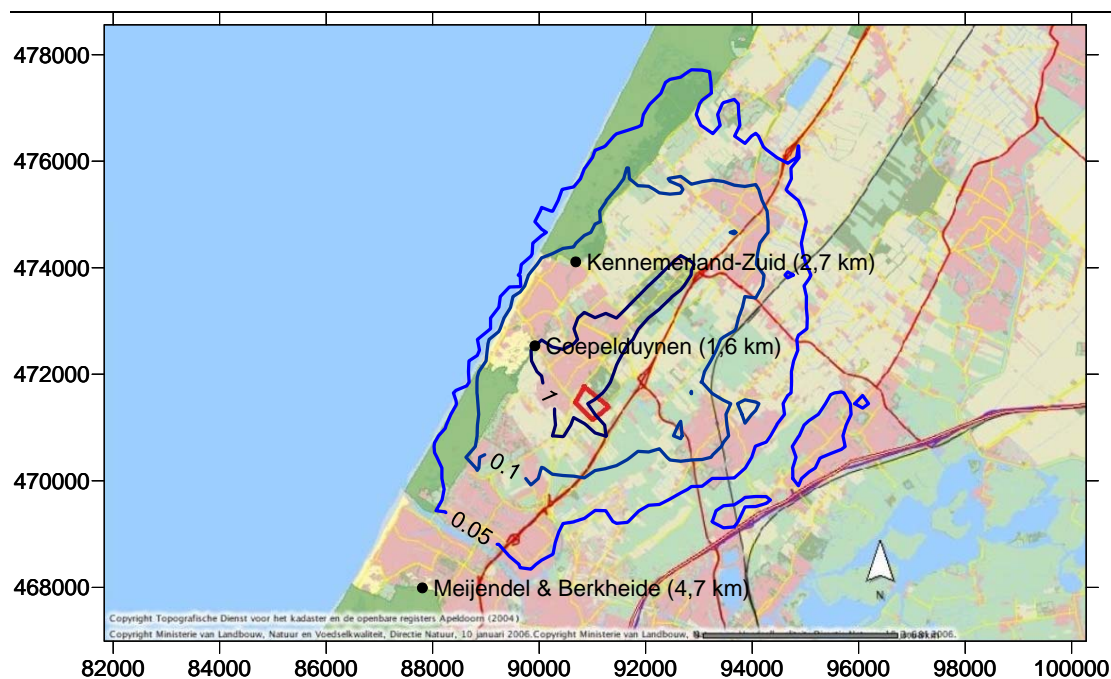 478000
476000
474000
472000
470000
468000
Kennemerland-Zuid (2,7 km)
Goepelduynen (1,6 km)
1
0.1
0.05
Meijendel & Berkheide (4,7 km)
N
Copyright Topografische Dienst voor het kadaster en de openbare registers Apeldoorn (2004)
Copyright Ministerie van Landbouw, Natuur en Voedselkwaliteit, Directie Natuur, 10 januari 2006.Copyright Ministerie van Landbouw,
82000 84000 86000 88000 90000 92000 94000 96000 98000 100000